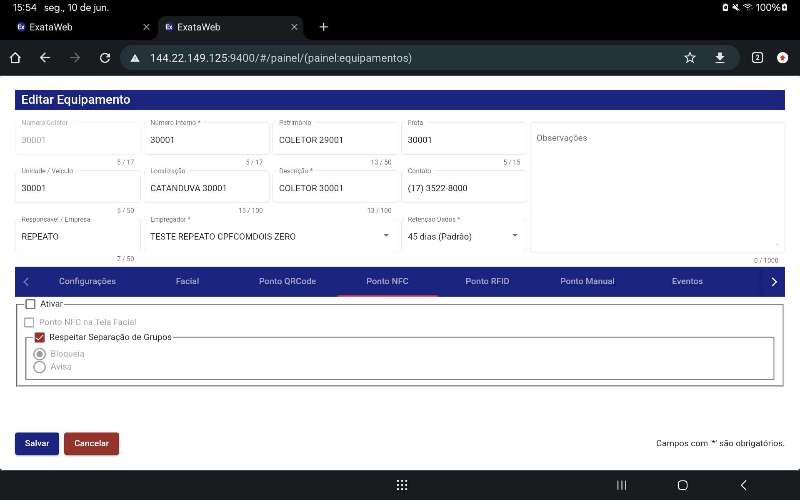 15:54 seg., 10 de jun. 100%
ExataWeb
ExataWeb
144.22.149.125:9400/#/painel/(painel:equipamentos)
2
Editar Equipamento
Número Coletor
30001
5 / 17
Número Interno *
30001
5 / 17
Patrimônio
COLETOR 29001
13 / 50
Frota
30001
5 / 15
Observações
0 / 1000
Unidade / Veículo
30001
5 / 50
Localização
CATANDUVA 30001
15 / 100
Descrição *
COLETOR 30001
13 / 100
Contato
(17) 3522-8000
Responsável / Empresa
REPEATO
7 / 50
Empregador *
TESTE REPEATO CPFCOMDOIS ZERO
Retenção Dados *
45 dias (Padrão)
Configurações Facial Ponto QRCode Ponto NFC Ponto RFID Ponto Manual Eventos
Ativar
Ponto NFC na Tela Facial
Respeitar Separação de Grupos
Bloqueia
Avisa
Salvar Cancelar
Campos com '*' são obrigatórios.